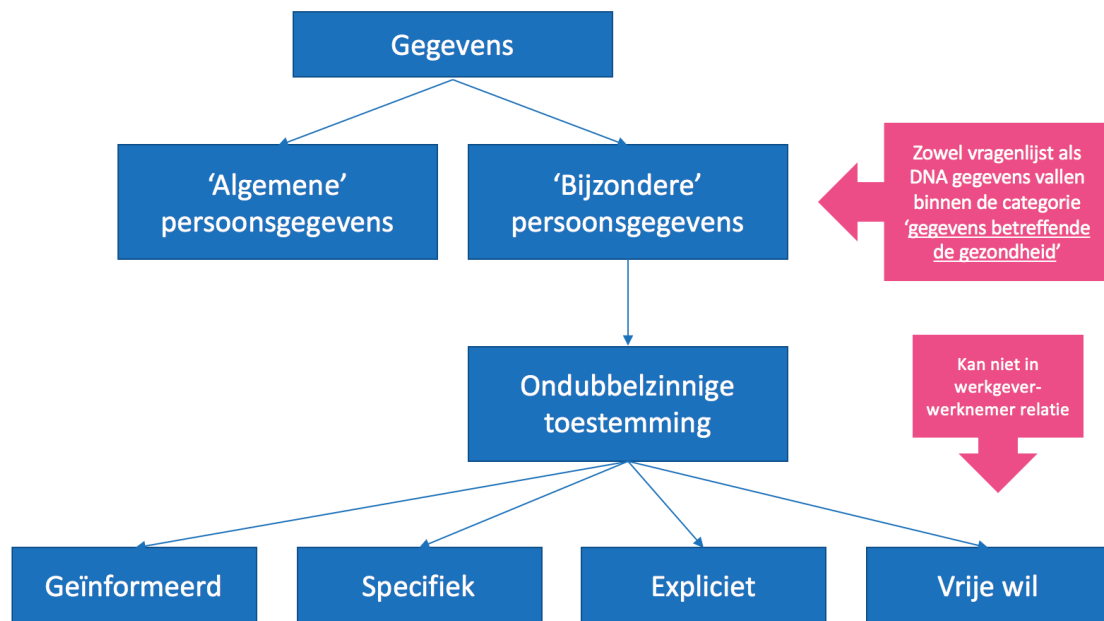 Gegevens
‘Algemene’
persoonsgegevens
‘Bijzondere’
persoonsgegevens
Zowel vragenlijst als
DNA gegevens vallen
binnen de categorie
‘gegevens betreffende
de gezondheid’
Ondubbelzinnige
toestemming
Kan niet in
werkgever-
werknemer relatie
Geïnformeerd
Specifiek
Expliciet
Vrije wil